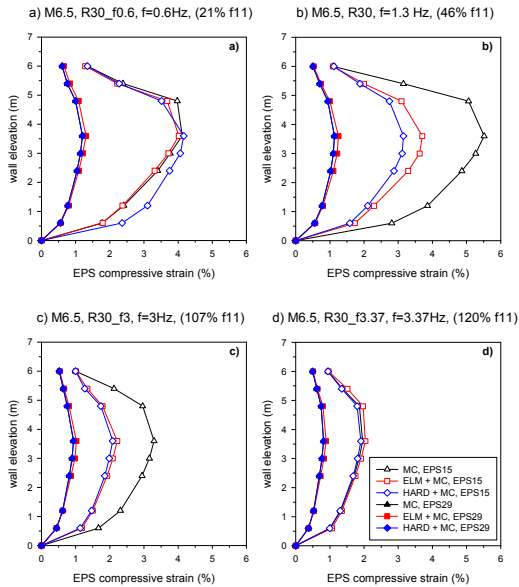 a) M6.5, R30_f0.6, f=0.6Hz, (21% f11)
b) M6.5, R30, f=1.3 Hz, (46% f11)
a)
b)
6
5
4
3
2
1
0
wall elevation (m)
0 1 2 3 4 5 6
EPS compressive strain (%)
7
6
5
4
3
2
1
0
wall elevation (m)
0 1 2 3 4 5 6
EPS compressive strain (%)
c) M6.5, R30_f3, f=3Hz, (107% f11)
d) M6.5, R30_f3.37, f=3.37Hz, (120% f11)
c)
d)
7
6
5
4
3
2
1
0
wall elevation (m)
0 1 2 3 4 5 6
EPS compressive strain (%)
7
6
5
4
3
2
1
0
wall elevation (m)
0 1 2 3 4 5 6
EPS compressive strain (%)
MC, EPS15
ELM + MC, EPS15
HARD + MC, EPS15
MC, EPS29
ELM + MC, EPS29
HARD + MC, EPS29